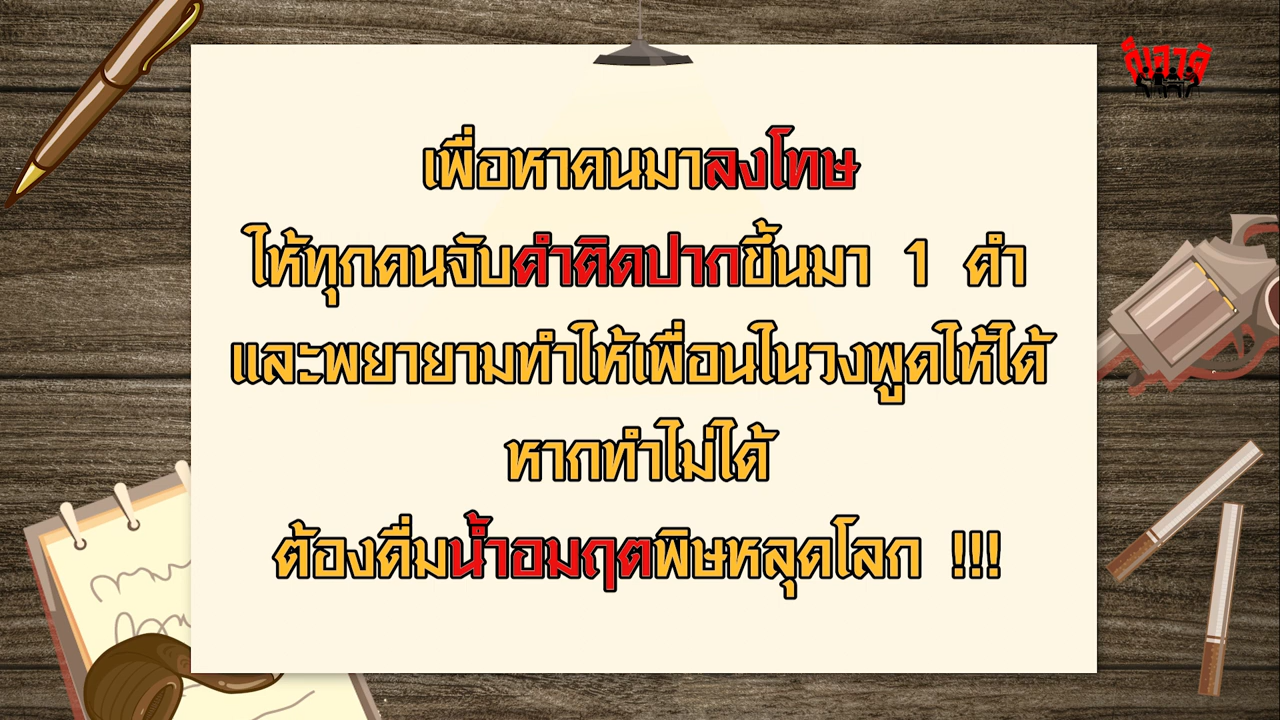 เพื่อหาคนมาลงโทษ
ให้ทุกคนจับคำติดปากขึ้นมา 1 คำ
และพยายามทำให้เพื่อนในวงพูดให้ได้
หากทำไม่ได้
ต้องดื่มน้ำอมฤตพิษหลุดโลก !!!